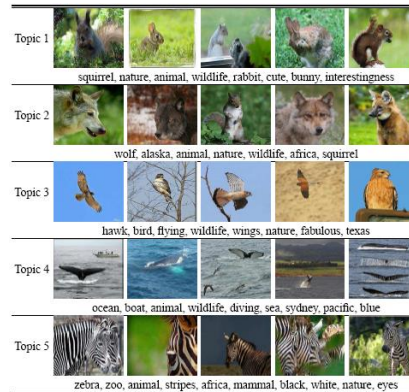 Topic 1
squirrel, nature, animal, wildlife, rabbit, cute, bunny, interestingness
Topic 2
wolf, alaska, animal, nature, wildlife, africa, squirrel
Topic 3
hawk, bird, flying, wildlife, wings, nature, fabulous, texas
Topic 4
ocean, boat, animal, wildlife, diving, sea, sydney, pacific, blue
Topic 5
zebra, zoo, animal, stripes, africa, mammal, black, white, nature, eyes